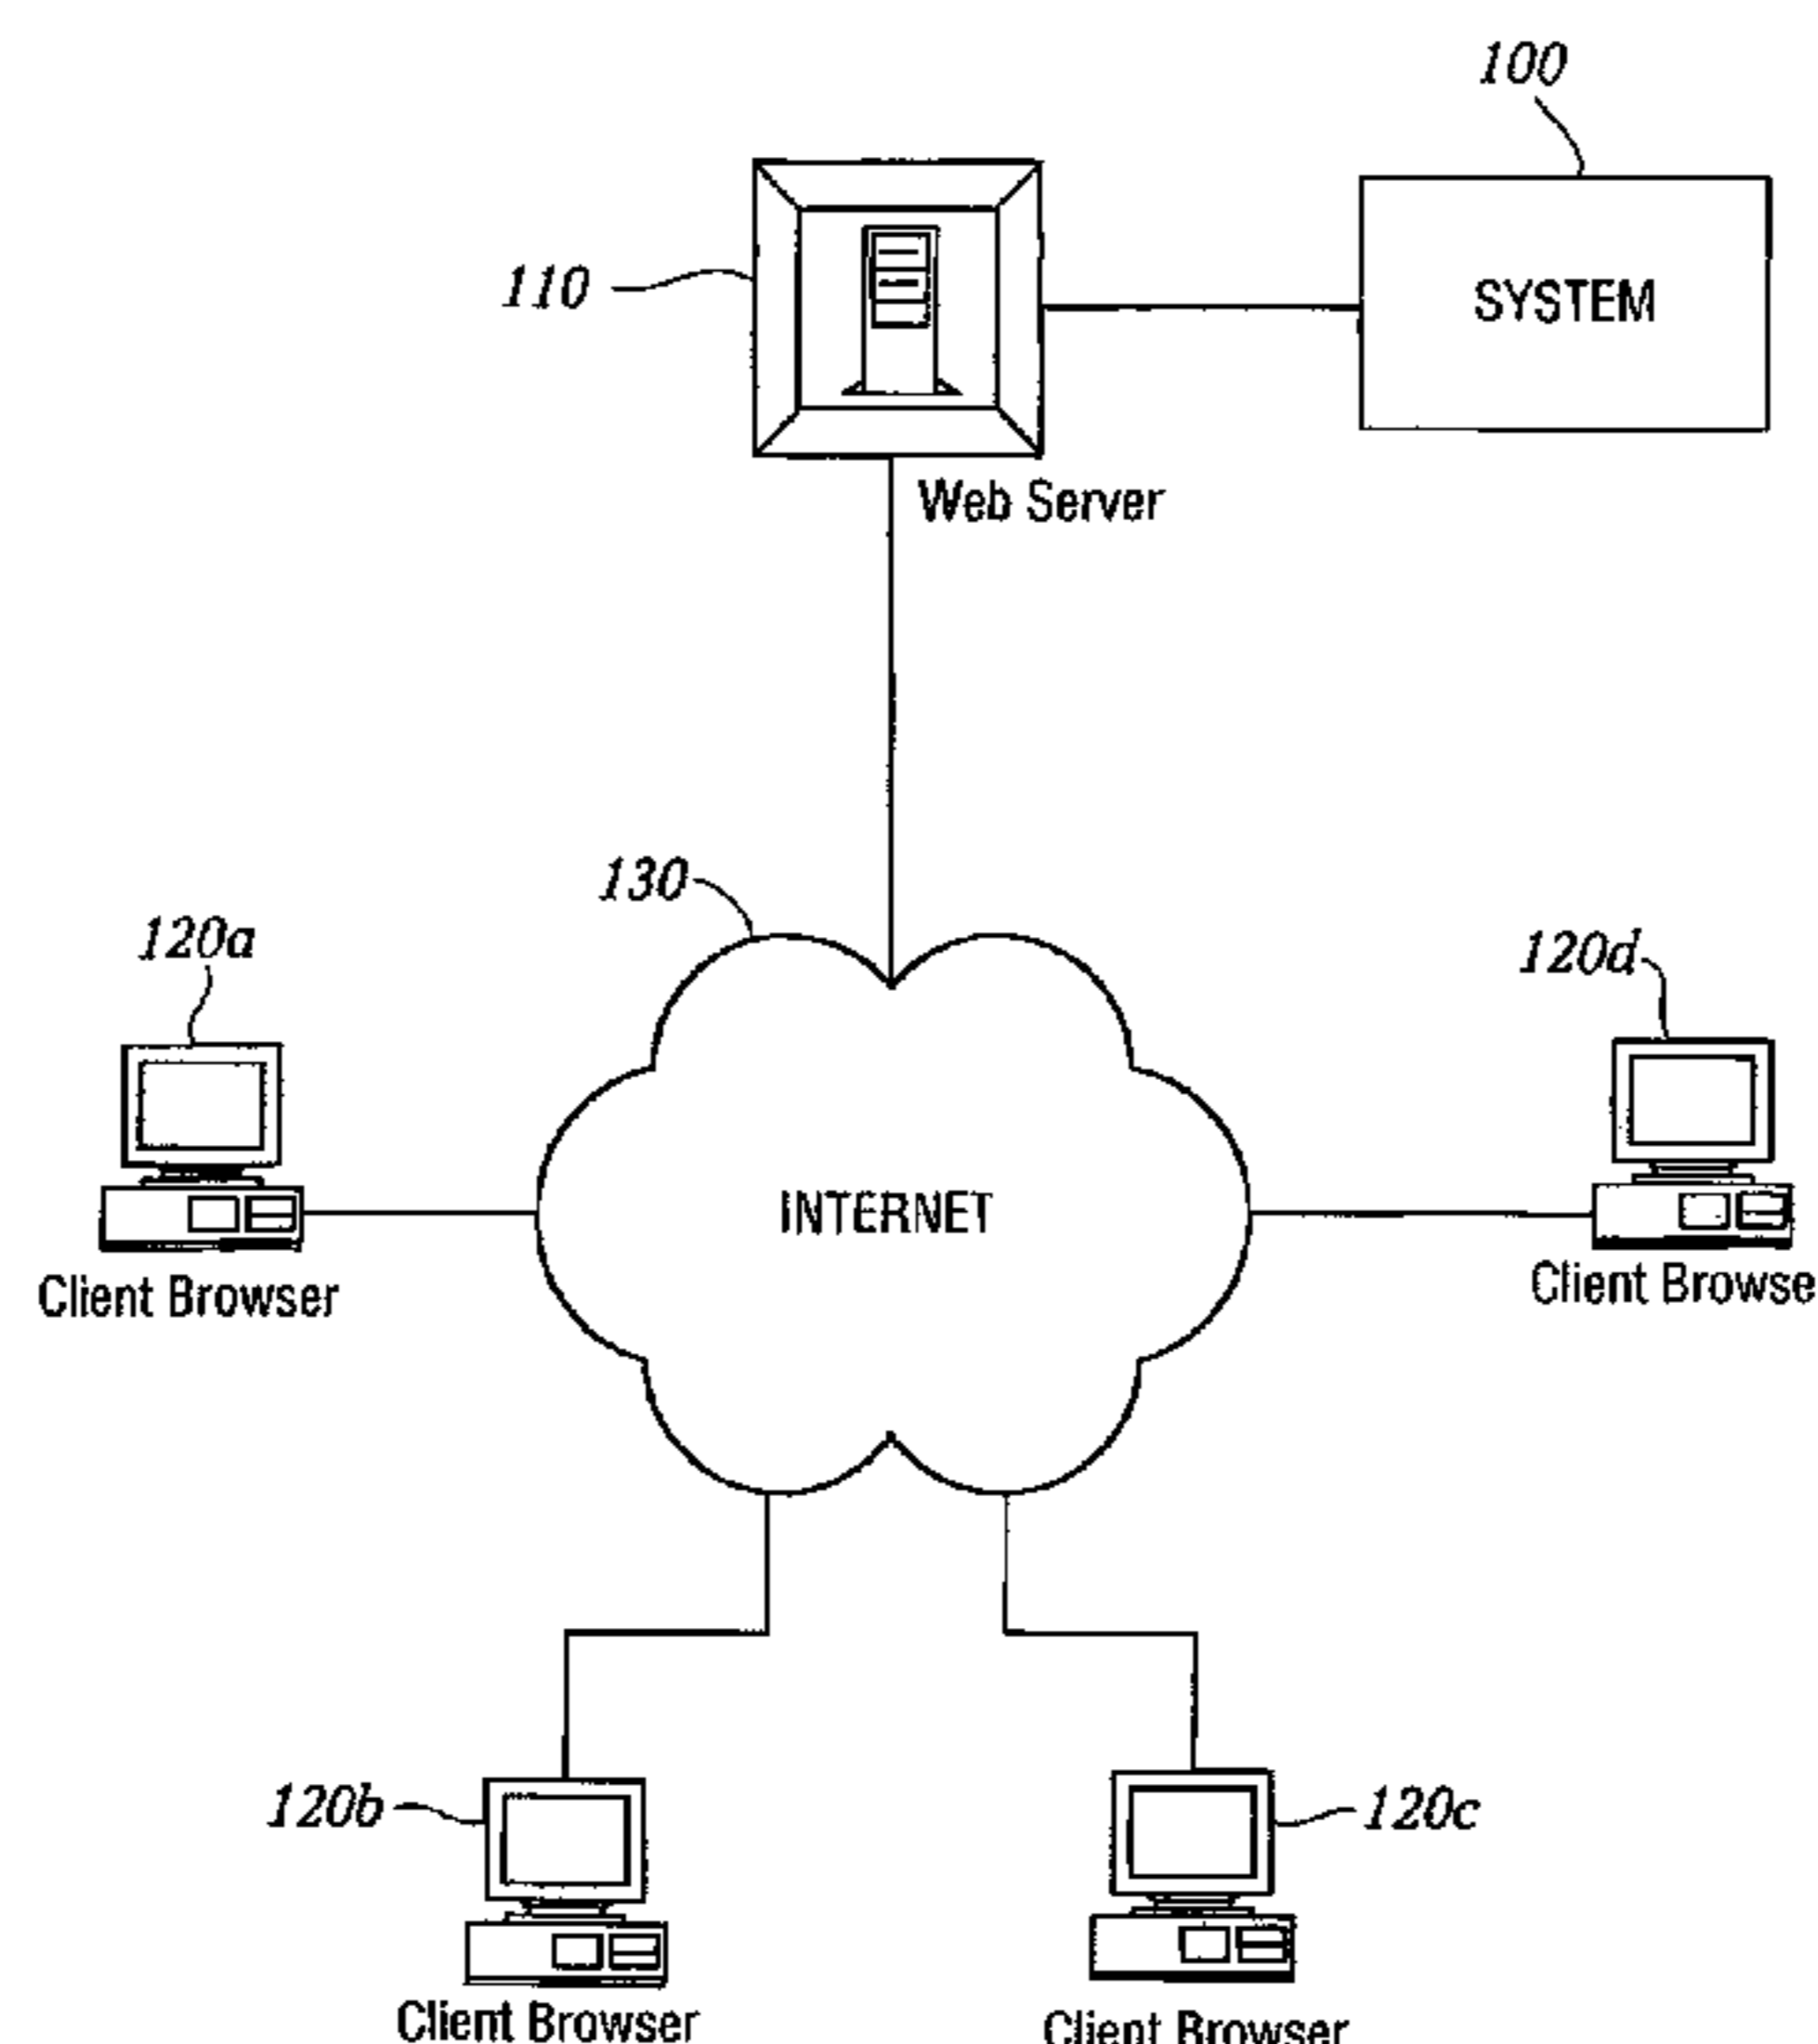 100
110
SYSTEM
Web Server
130
120a
120d
INTERNET
Client Browser
Client Browse
120b
120c
Client Browser
Client Browser